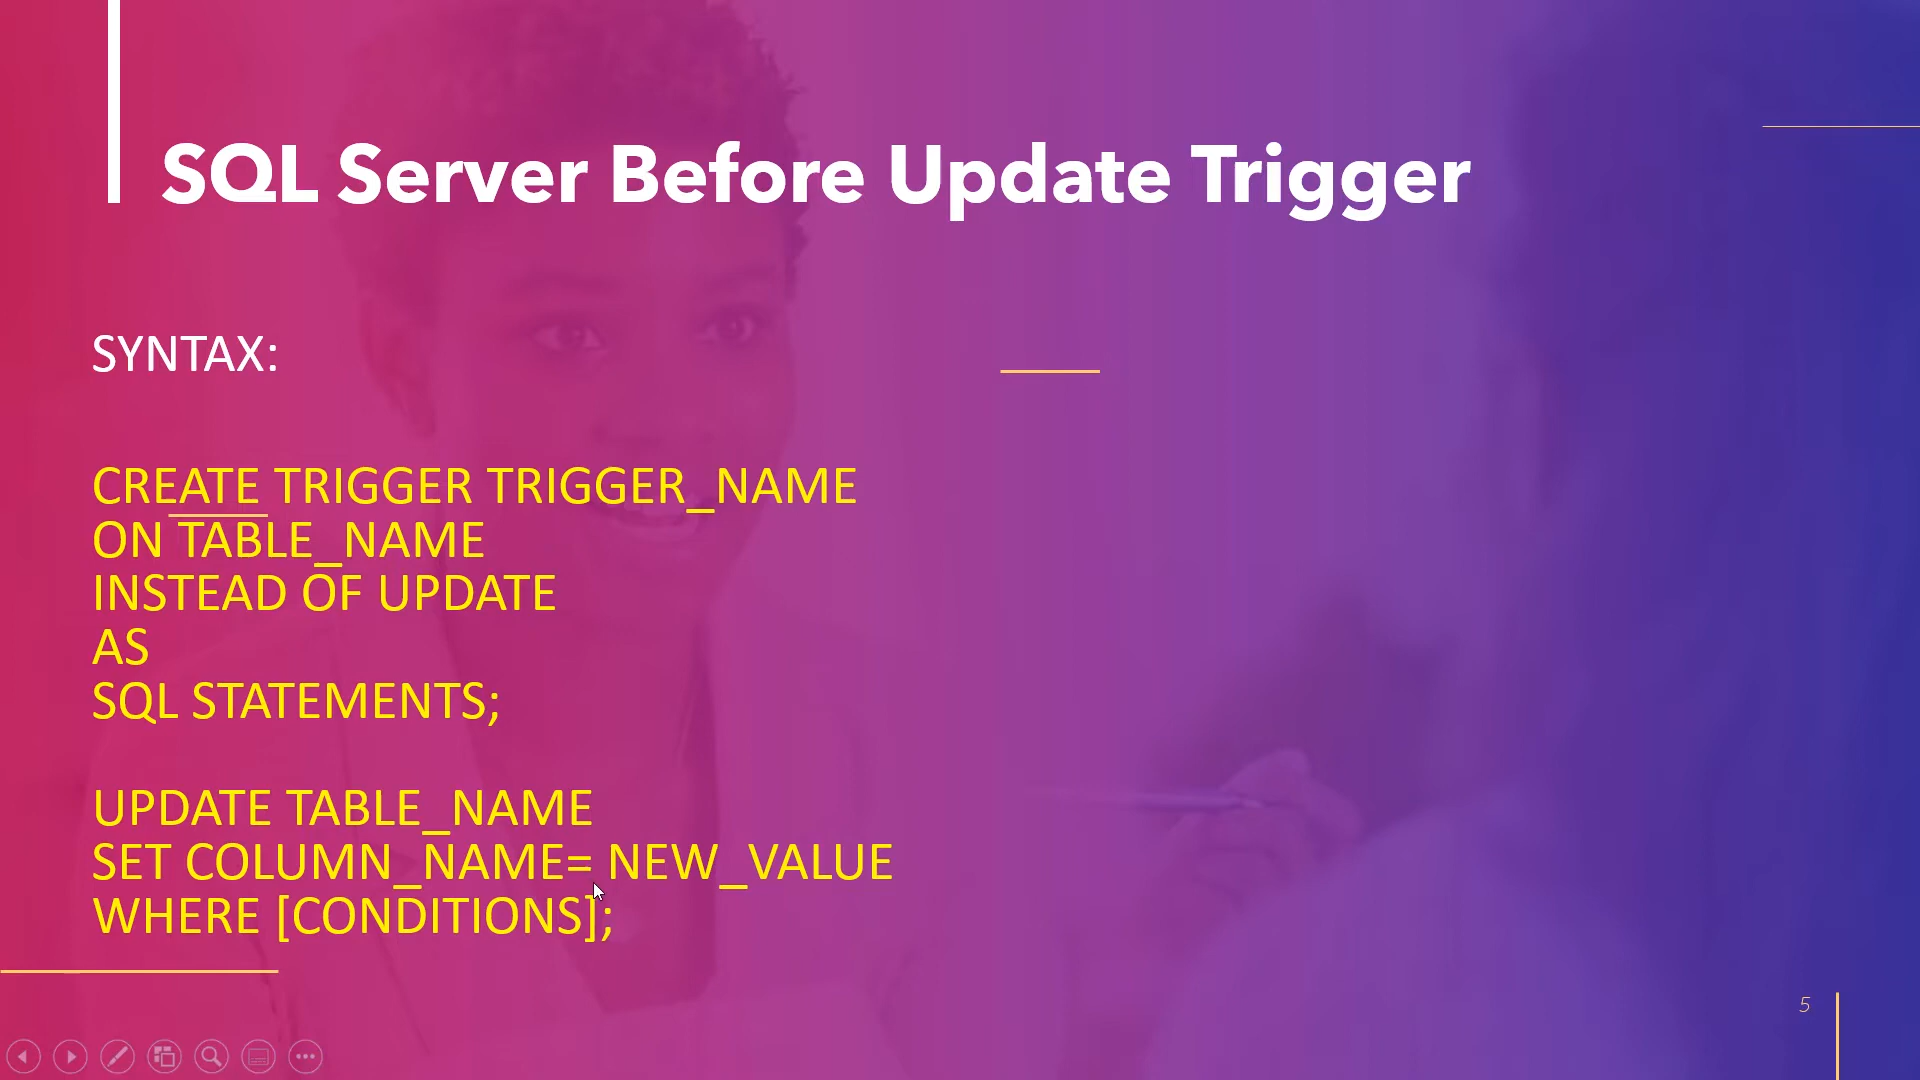 SQL Server Before Update Trigger
SYNTAX:
CREATE TRIGGER TRIGGER_NAME
ON TABLE_NAME
INSTEAD OF UPDATE
AS
SQL STATEMENTS;
UPDATE TABLE_NAME
SET COLUMN_NAME= NEW_VALUE
WHERE [CONDITIONS];
5